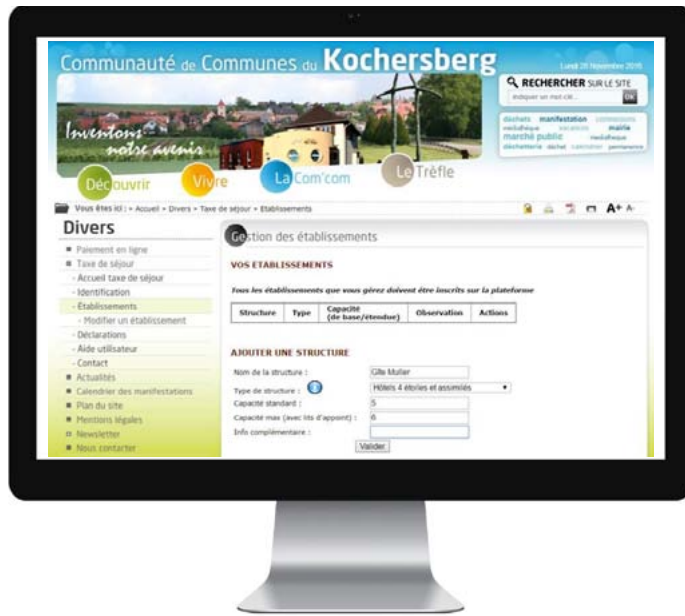 Communauté de Communes du Kochersberg
Lundi 28 Novembre 2016
RECHERCHER SUR LE SITE
indiquer un mot-clé...
OK
Inventons
notre avenir
déchets manifestation
médiathèque vacances mairie
marché public mediatheque
déchetterie déchet calendrier permanence
Découvrir
Vivre
La Com'com
Le Trèfle
Vous êtes ici : » Accueil » Divers » Taxe de séjour » Etablissements
A+ A-
Divers
Paiement en ligne
Taxe de séjour
- Accueil taxe de séjour
- Identification
- Etablissements
- Modifier un établissement
- Déclarations
- Aide utilisateur
- Contact
Actualités
Calendrier des manifestations
Plan du site
Mentions légales
Newsletter
Nous contacter
Gestion des établissements
VOS ETABLISSEMENTS
Tous les établissements que vous gérez doivent être inscrits sur la plateforme
Structure Type Capacité (de base/étendue) Observation Actions
AJOUTER UNE STRUCTURE
Nom de la structure : Gîte Muller
Type de structure : Hôtels 4 étoiles et assimilés
Capacité standard : 5
Capacité max (avec lits d'appoint) : 6
Info complémentaire :
Valider